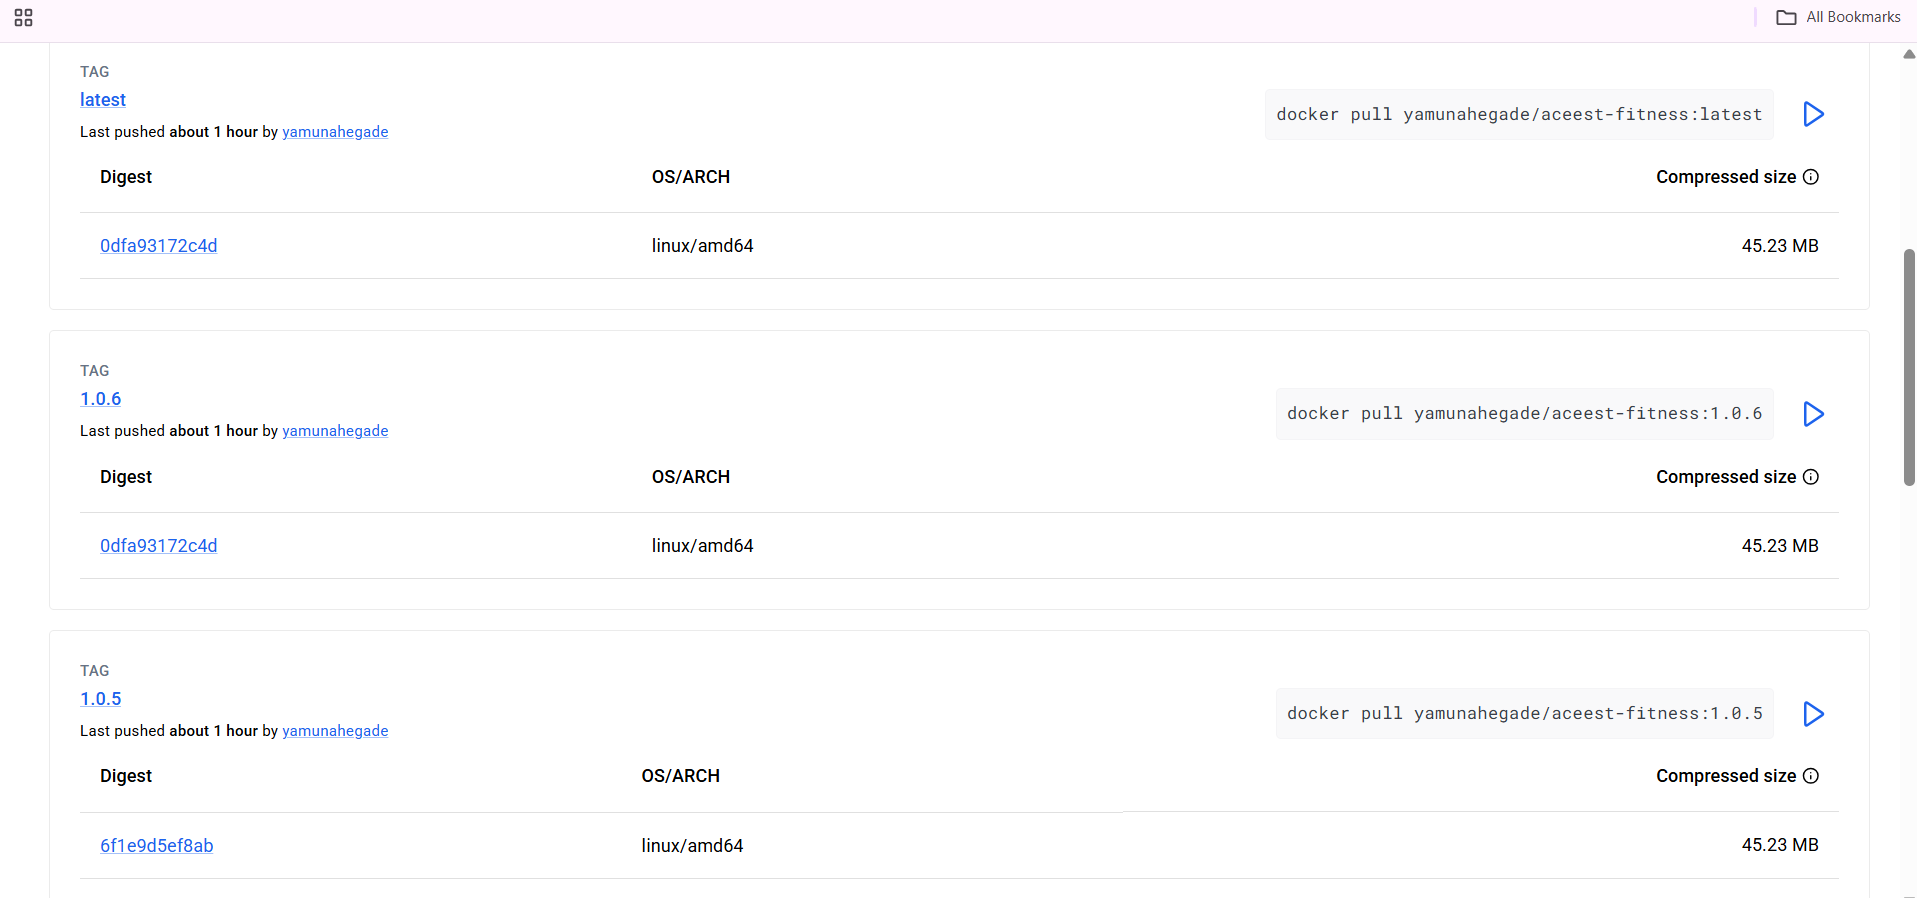 All Bookmarks
TAG
latest
Last pushed about 1 hour by yamunahegade
docker pull yamunahegade/aceest-fitness:latest
Digest OS/ARCH Compressed size
0dfa93172c4d linux/amd64 45.23 MB
TAG
1.0.6
Last pushed about 1 hour by yamunahegade
docker pull yamunahegade/aceest-fitness:1.0.6
Digest OS/ARCH Compressed size
0dfa93172c4d linux/amd64 45.23 MB
TAG
1.0.5
Last pushed about 1 hour by yamunahegade
docker pull yamunahegade/aceest-fitness:1.0.5
Digest OS/ARCH Compressed size
6f1e9d5ef8ab linux/amd64 45.23 MB